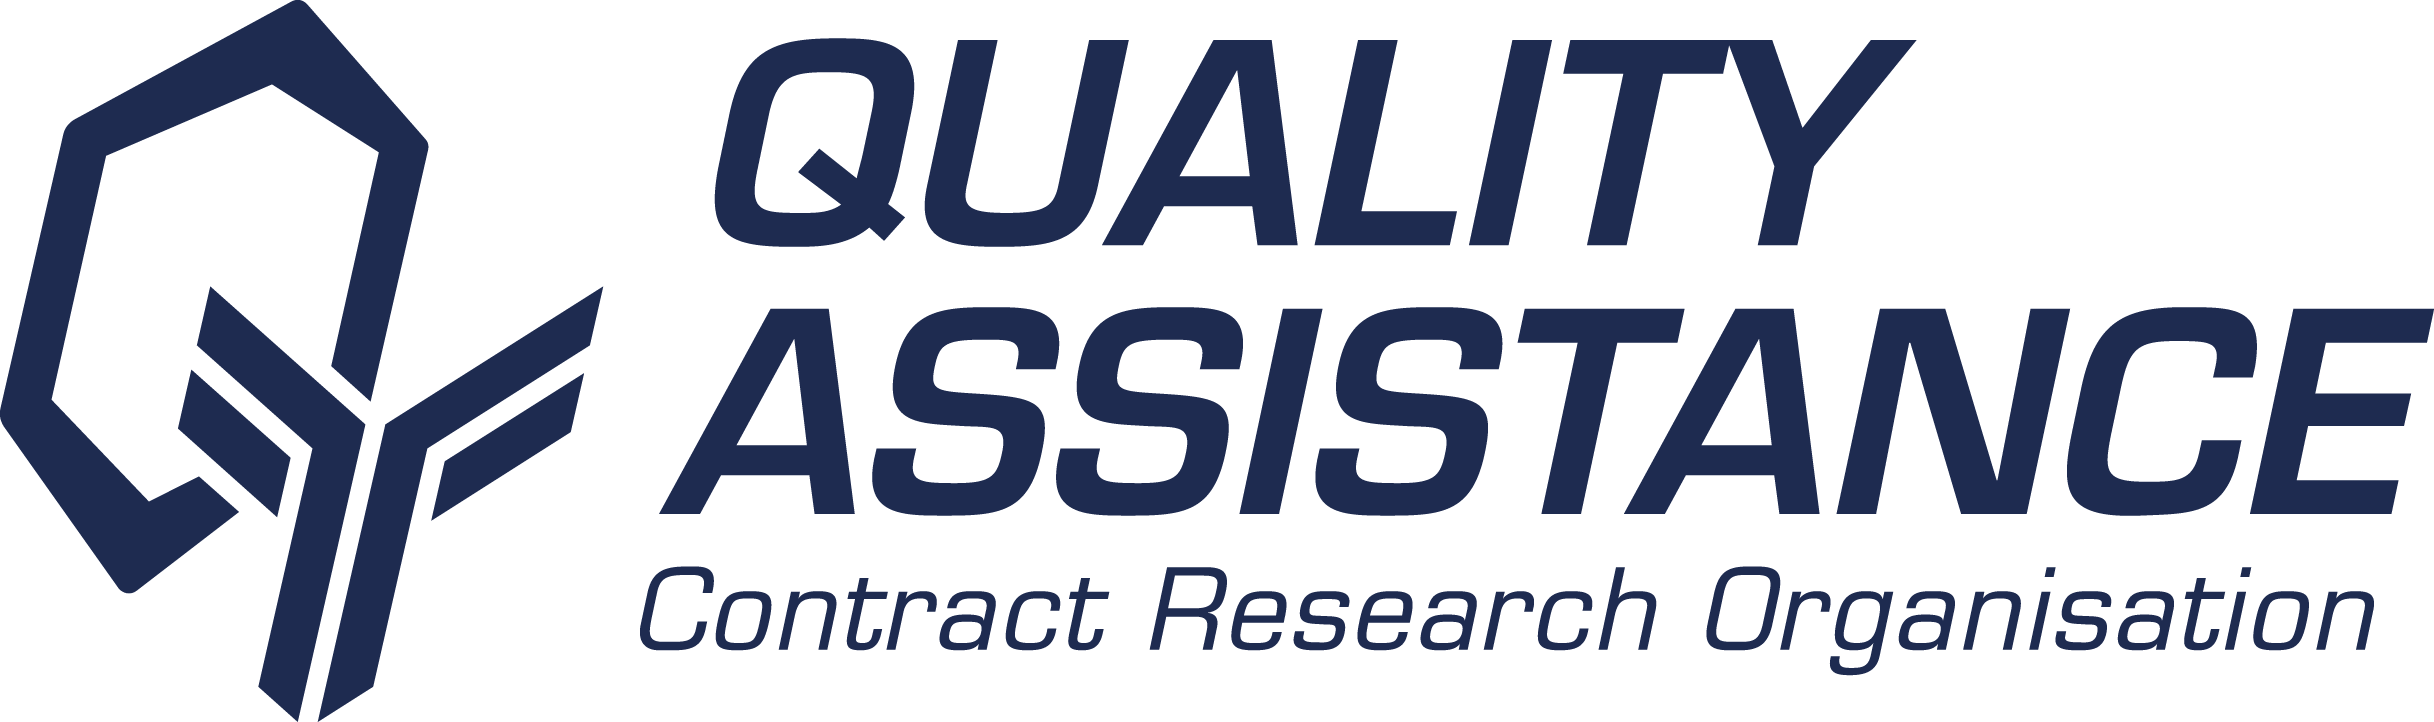 QUALITY
ASSISTANCE
Contract Research Organisation